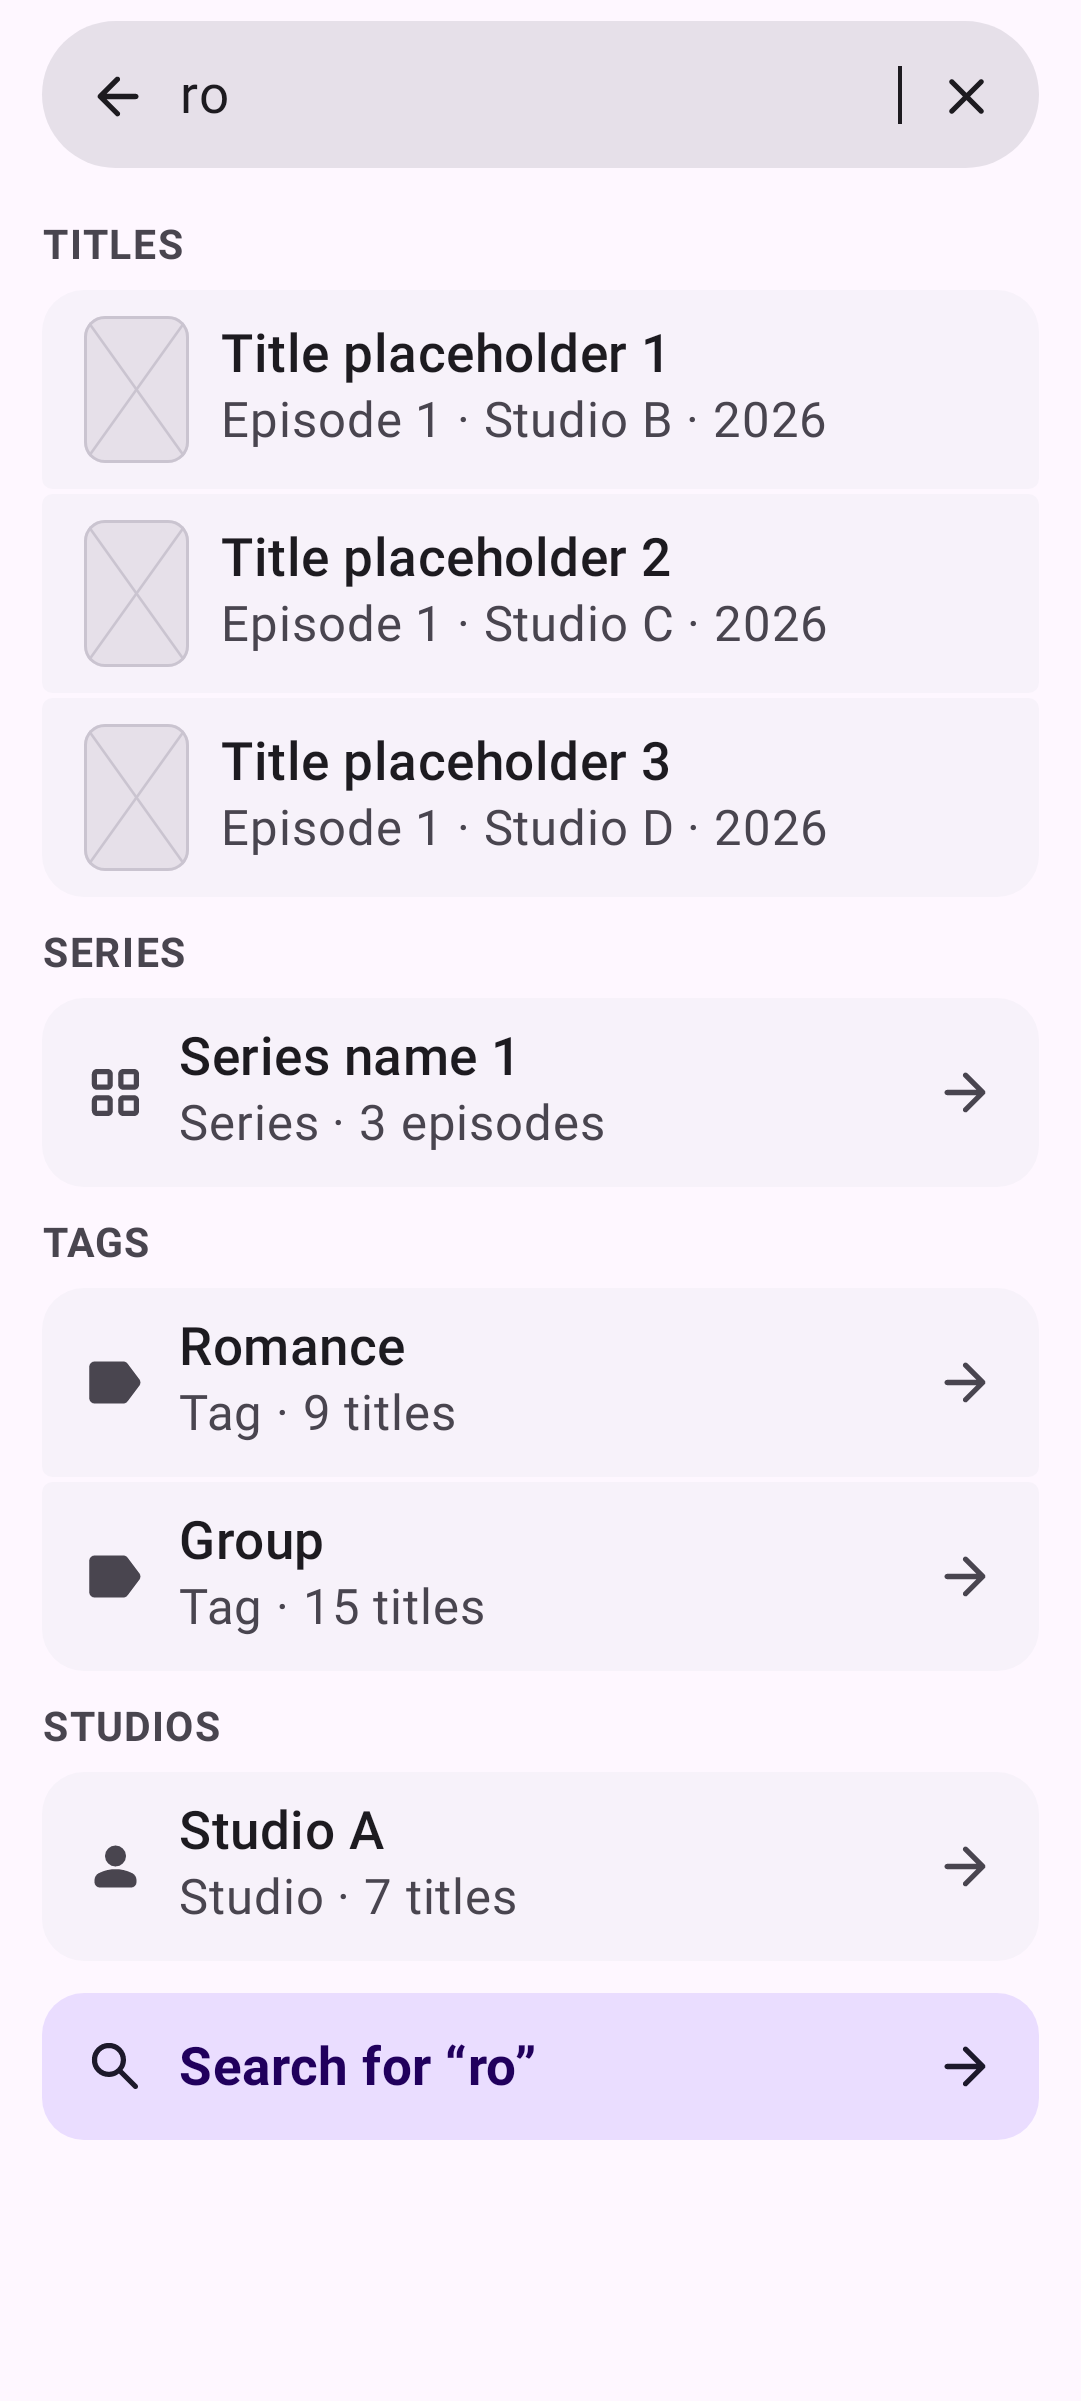 ro
TITLES
Title placeholder 1
Episode 1 · Studio B · 2026
Title placeholder 2
Episode 1 · Studio C · 2026
Title placeholder 3
Episode 1 · Studio D · 2026
SERIES
Series name 1
Series · 3 episodes
TAGS
Romance
Tag · 9 titles
Group
Tag · 15 titles
STUDIOS
Studio A
Studio · 7 titles
Search for “ro”